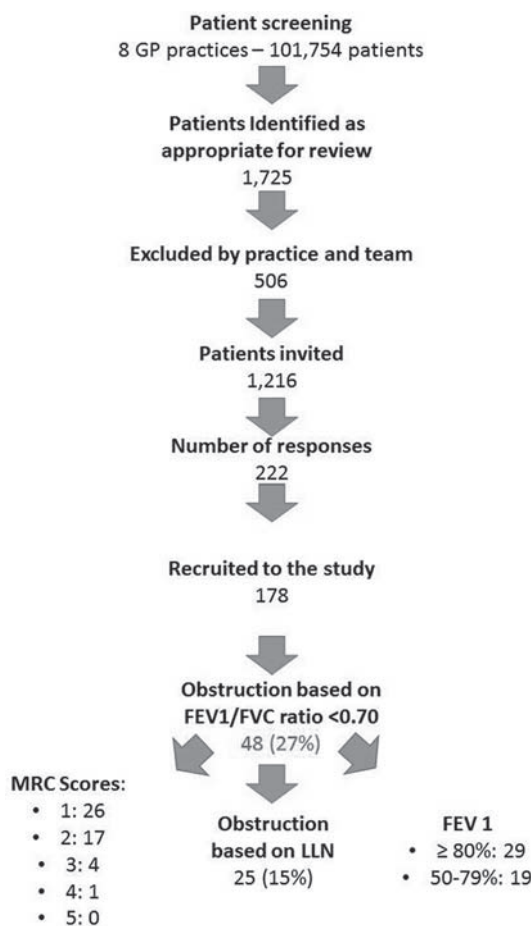 Patient screening
8 GP practices – 101,754 patients
Patients Identified as
appropriate for review
1,725
Excluded by practice and team
506
Patients invited
1,216
Number of responses
222
Recruited to the study
178
Obstruction based on
FEV1/FVC ratio <0.70
48 (27%)
MRC Scores:
• 1: 26
• 2: 17
• 3: 4
• 4: 1
• 5: 0
Obstruction
based on LLN
25 (15%)
FEV 1
• ≥ 80%: 29
• 50-79%: 19